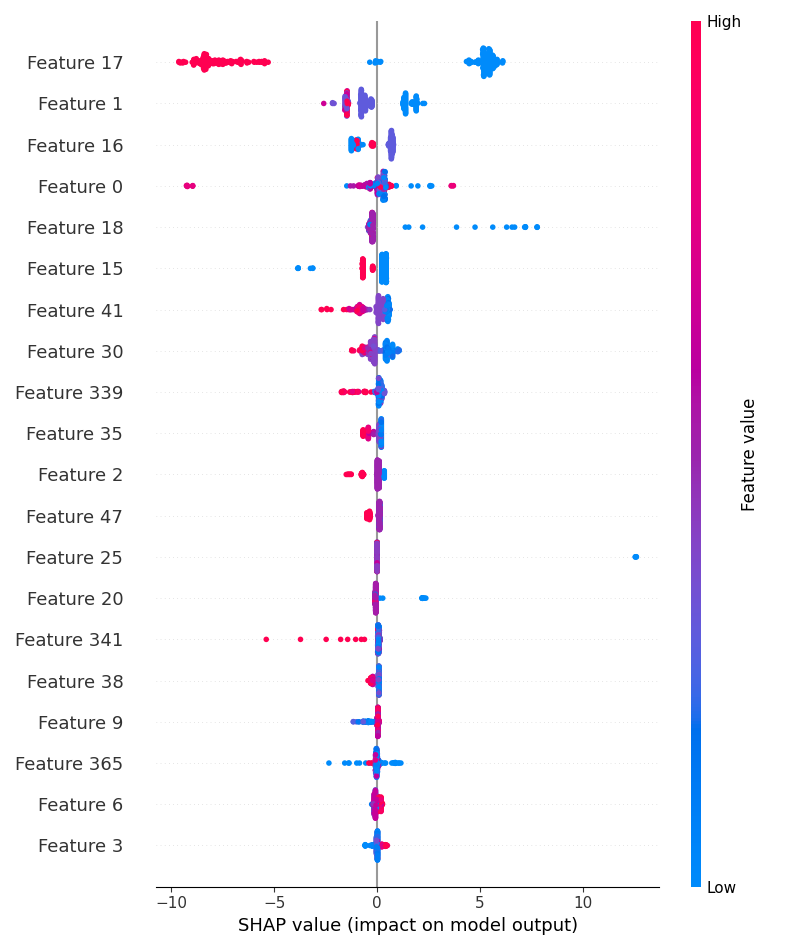 High
Feature 17
Feature 1
Feature 16
Feature 0
Feature 18
Feature 15
Feature 41
Feature 30
Feature 339
Feature 35
Feature 2
Feature 47
Feature 25
Feature 20
Feature 341
Feature 38
Feature 9
Feature 365
Feature 6
Feature 3
Feature value
Low
−10 −5 0 5 10
SHAP value (impact on model output)